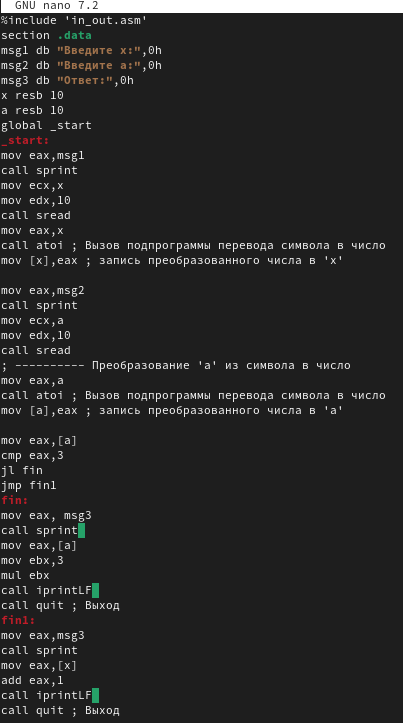 GNU nano 7.2
%include 'in_out.asm'
section .data
msg1 db "Введите x:",0h
msg2 db "Введите a:",0h
msg3 db "Ответ:",0h
x resb 10
a resb 10
global _start
_start:
mov eax,msg1
call sprint
mov ecx,x
mov edx,10
call sread
mov eax,x
call atoi ; Вызов подпрограммы перевода символа в число
mov [x],eax ; запись преобразованного числа в 'x'
mov eax,msg2
call sprint
mov ecx,a
mov edx,10
call sread
; ---------- Преобразование 'a' из символа в число
mov eax,a
call atoi ; Вызов подпрограммы перевода символа в число
mov [a],eax ; запись преобразованного числа в 'a'
mov eax,[a]
cmp eax,3
jl fin
jmp fin1
fin:
mov eax, msg3
call sprint
mov eax,[a]
mov ebx,3
mul ebx
call iprintLF
call quit ; Выход
fin1:
mov eax,msg3
call sprint
mov eax,[x]
add eax,1
call iprintLF
call quit ; Выход